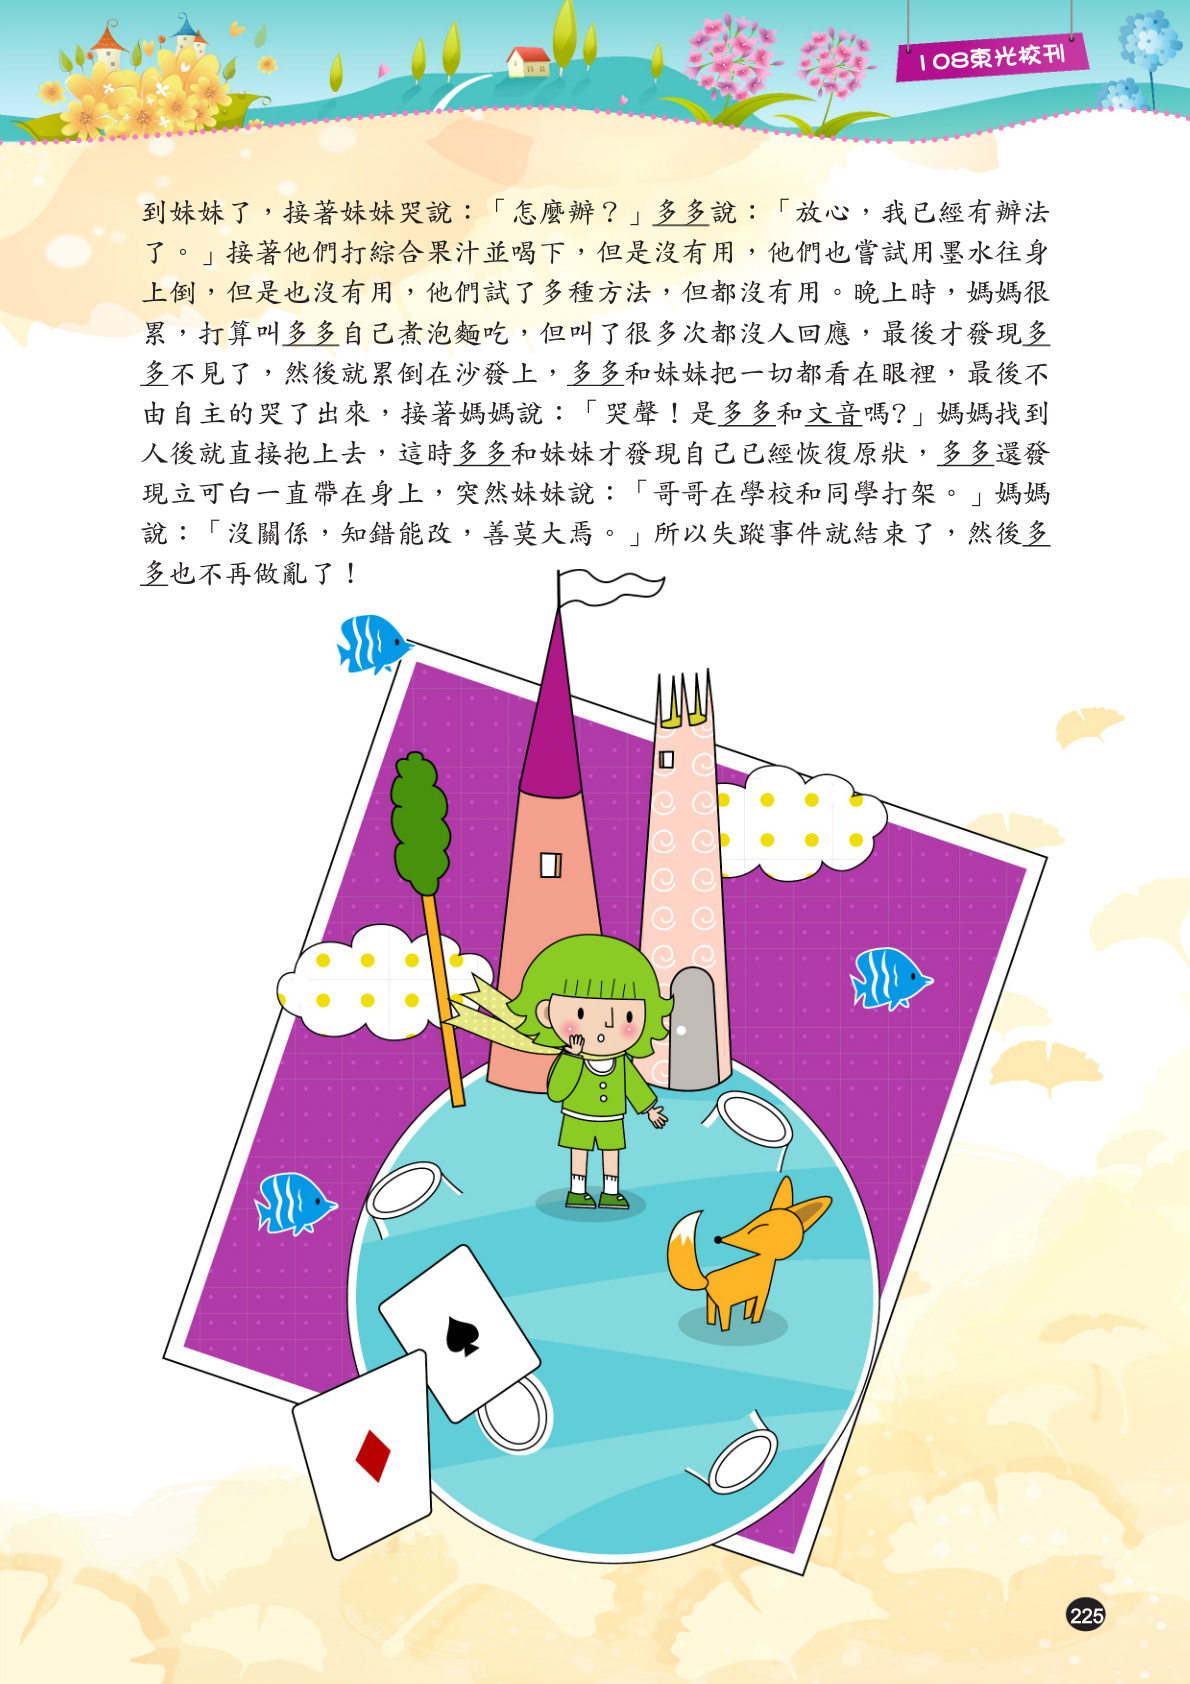 108東光校刊
到妹妹了，接著妹妹哭說：「怎麼辦？」多多說：「放心，我已經有辦法
了。」接著他們打綜合果汁並喝下，但是沒有用，他們也嘗試用墨水往身
上倒，但是也沒有用，他們試了多種方法，但都沒有用。晚上時，媽媽很
累，打算叫多多自己煮泡麵吃，但叫了很多次都沒人回應，最後才發現多
多不見了，然後就累倒在沙發上，多多和妹妹把一切都看在眼裡，最後不
由自主的哭了出來，接著媽媽說：「哭聲！是多多和文音嗎?」媽媽找到
人後就直接抱上去，這時多多和妹妹才發現自己已經恢復原狀，多多還發
現立可白一直帶在身上，突然妹妹說：「哥哥在學校和同學打架。」媽媽
說：「沒關係，知錯能改，善莫大焉。」所以失蹤事件就結束了，然後多
多也不再做亂了！
225